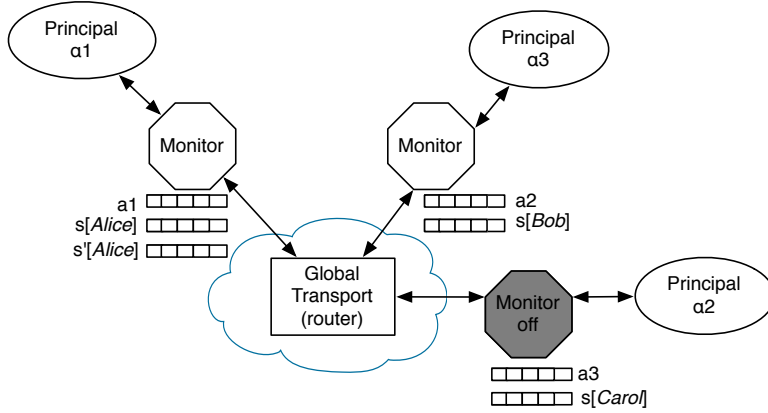 Principal
α1
Principal
α3
Monitor
Monitor
a1
s[Alice]
s'[Alice]
a2
s[Bob]
Global
Transport
(router)
Monitor
off
Principal
α2
a3
s[Carol]